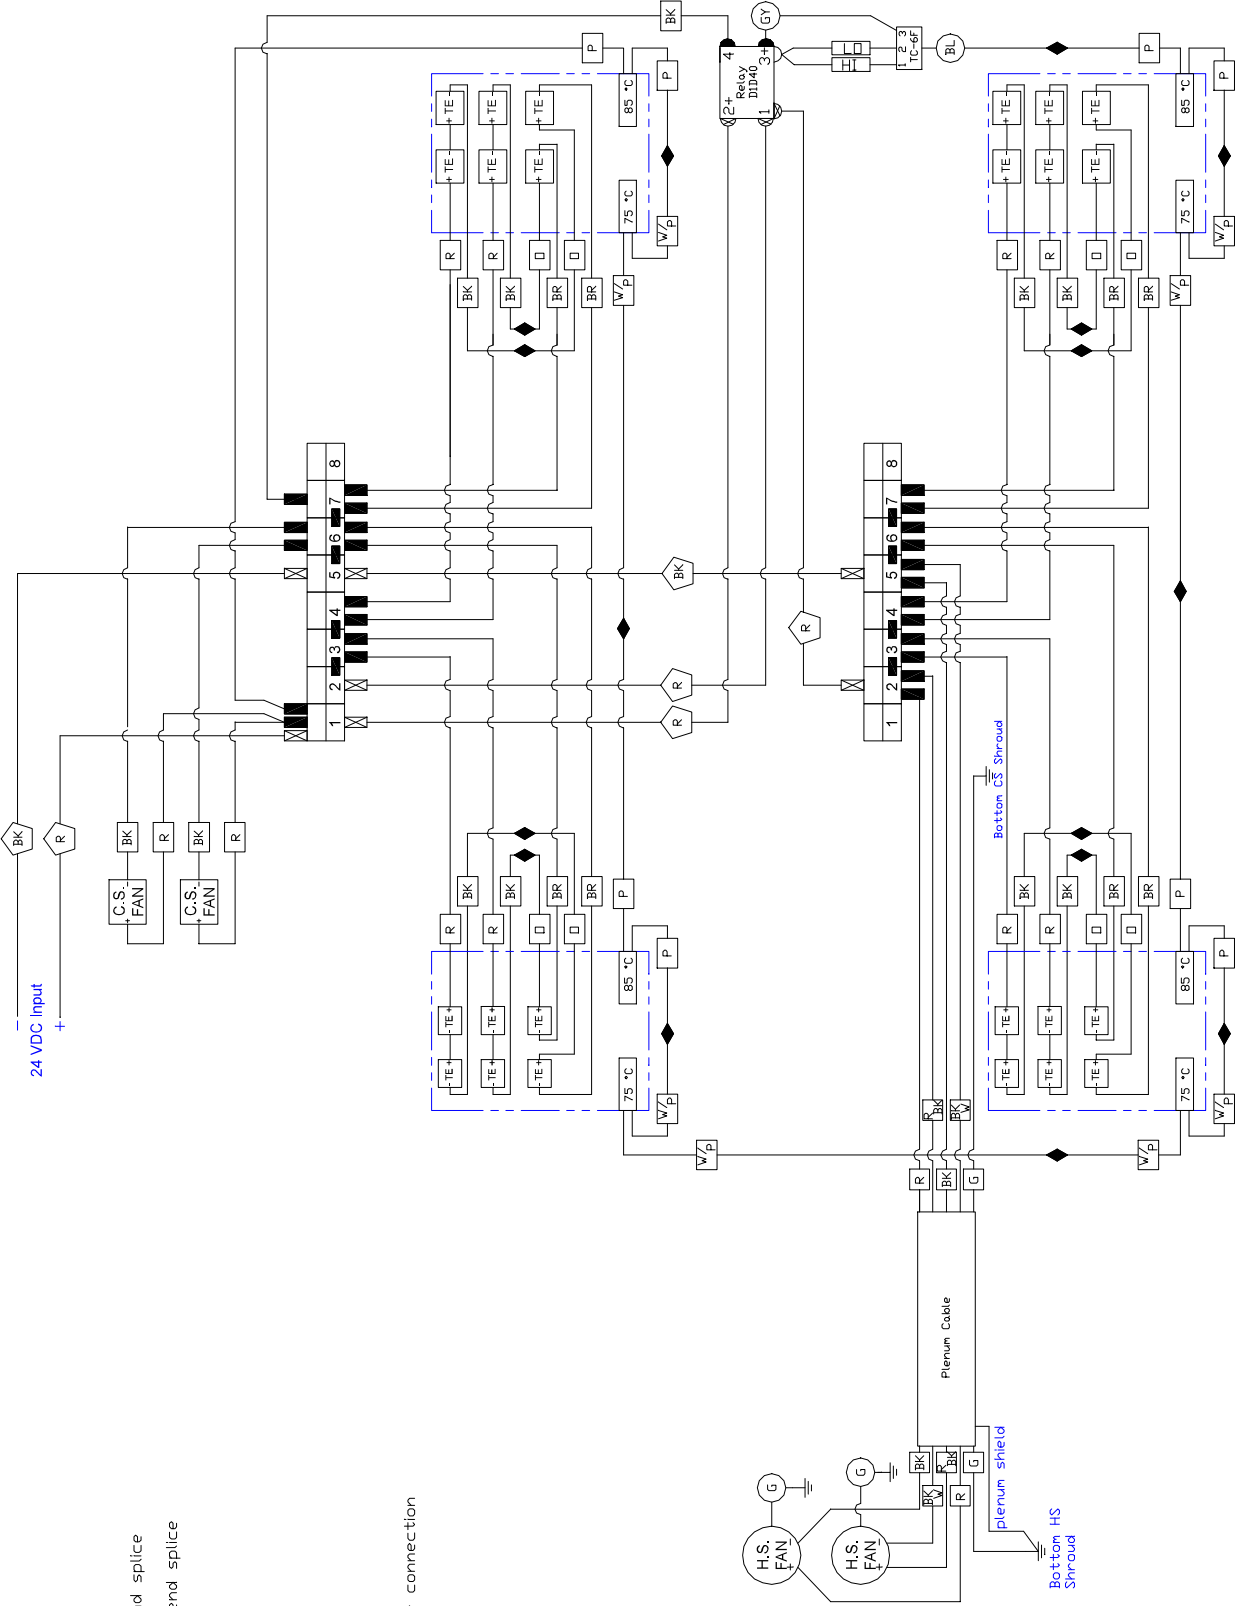 24 VDC Input
+
−
BK
R
BK
R
BK
R
C.S.
FAN
+ -
C.S.
FAN
+ -
1 2 3 4 5 6 7 8
BK
P
P
+ TE -
+ TE -
+ TE -
+ TE -
+ TE -
+ TE -
85 °C
75 °C
W/P
W/P
R
BK
R
BK
O
BR
O
BR
BK
R
R
R
4
2+
Relay
D1D40
3+
1
GY
LO
HI
1 2 3
TC-6F
BL
P
P
+ TE -
+ TE -
+ TE -
+ TE -
+ TE -
+ TE -
85 °C
75 °C
W/P
W/P
R
BK
R
BK
O
BR
O
BR
1 2 3 4 5 6 7 8
R
BK
R
BK
O
BR
O
BR
P
P
- TE +
- TE +
- TE +
- TE +
- TE +
- TE +
85 °C
75 °C
W/P
W/P
W/P
Bottom CS Shroud
R
BK
R
BK
O
BR
O
BR
P
P
- TE +
- TE +
- TE +
- TE +
- TE +
- TE +
85 °C
75 °C
W/P
R
BK
BK
W
R
BK
G
Plenum Cable
BK
R
BK
G
BK
W
R
plenum shield
G
H.S.
FAN
+ -
G
H.S.
FAN
+ -
Bottom HS
Shroud
splice
end splice
connection